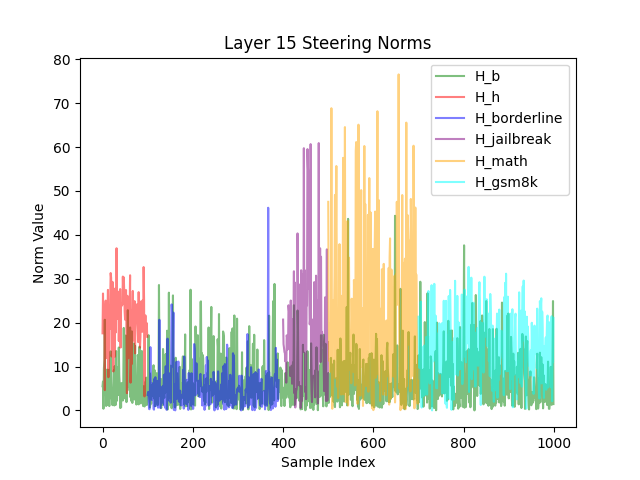 Layer 15 Steering Norms
80
70
60
50
40
30
20
10
0
Norm Value
H_b
H_h
H_borderline
H_jailbreak
H_math
H_gsm8k
0 200 400 600 800 1000
Sample Index